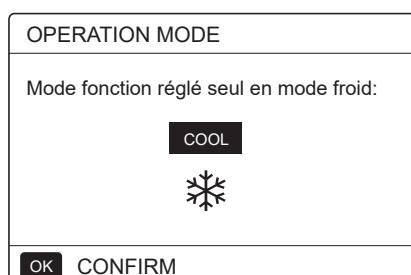 OPERATION MODE
Mode fonction réglé seul en mode froid:
COOL
OK CONFIRM